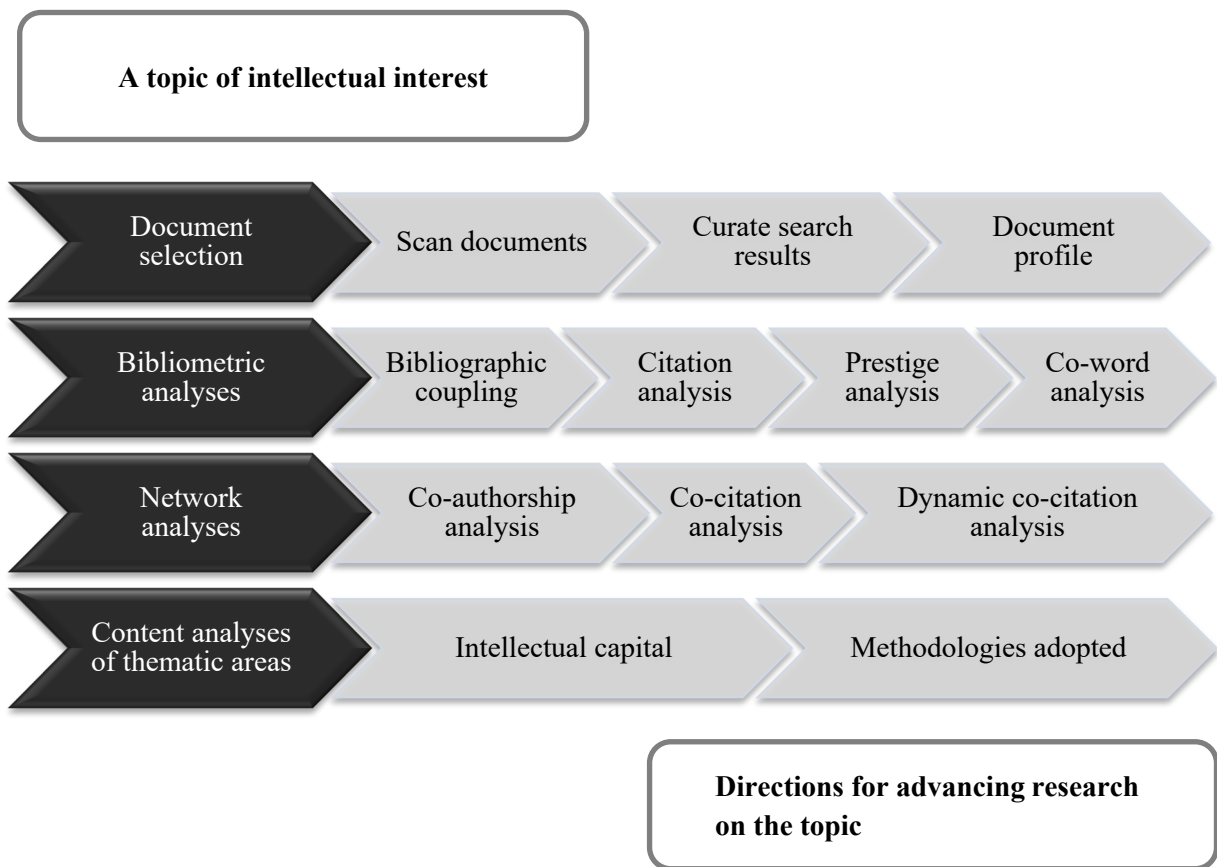 A topic of intellectual interest
Document
selection
Scan documents
Curate search
results
Document
profile
Bibliometric
analyses
Bibliographic
coupling
Citation
analysis
Prestige
analysis
Co-word
analysis
Network
analyses
Co-authorship
analysis
Co-citation
analysis
Dynamic co-citation
analysis
Content analyses
of thematic areas
Intellectual capital
Methodologies adopted
Directions for advancing research
on the topic